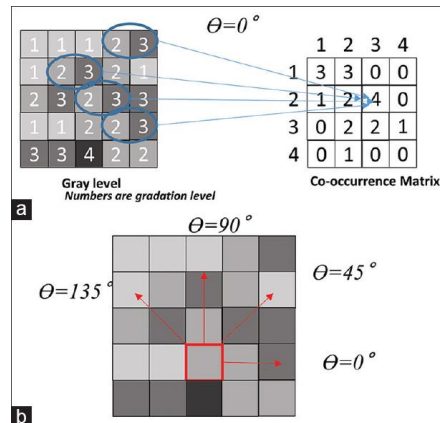 Θ=0°
1 1 1 2 3
1 2 3 2 1
2 3 2 3 3
1 1 2 2 3
3 3 4 2 2
1 2 3 4
1 3 3 0 0
2 1 2 4 0
3 0 2 2 1
4 0 1 0 0
Gray level
Numbers are gradation level
Co-occurrence Matrix
a
Θ=90°
Θ=45°
Θ=135°
Θ=0°
b